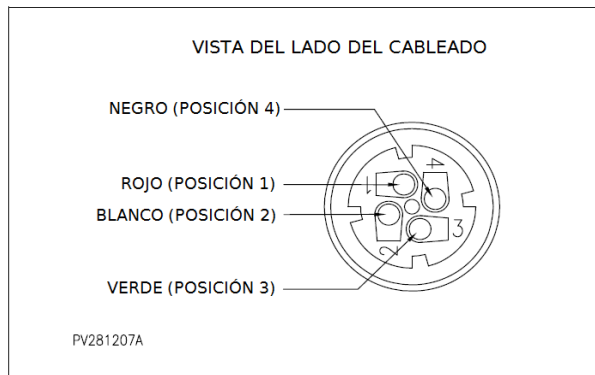 VISTA DEL LADO DEL CABLEADO
NEGRO (POSICIÓN 4)
ROJO (POSICIÓN 1)
BLANCO (POSICIÓN 2)
VERDE (POSICIÓN 3)
1
4
2
3
PV281207A